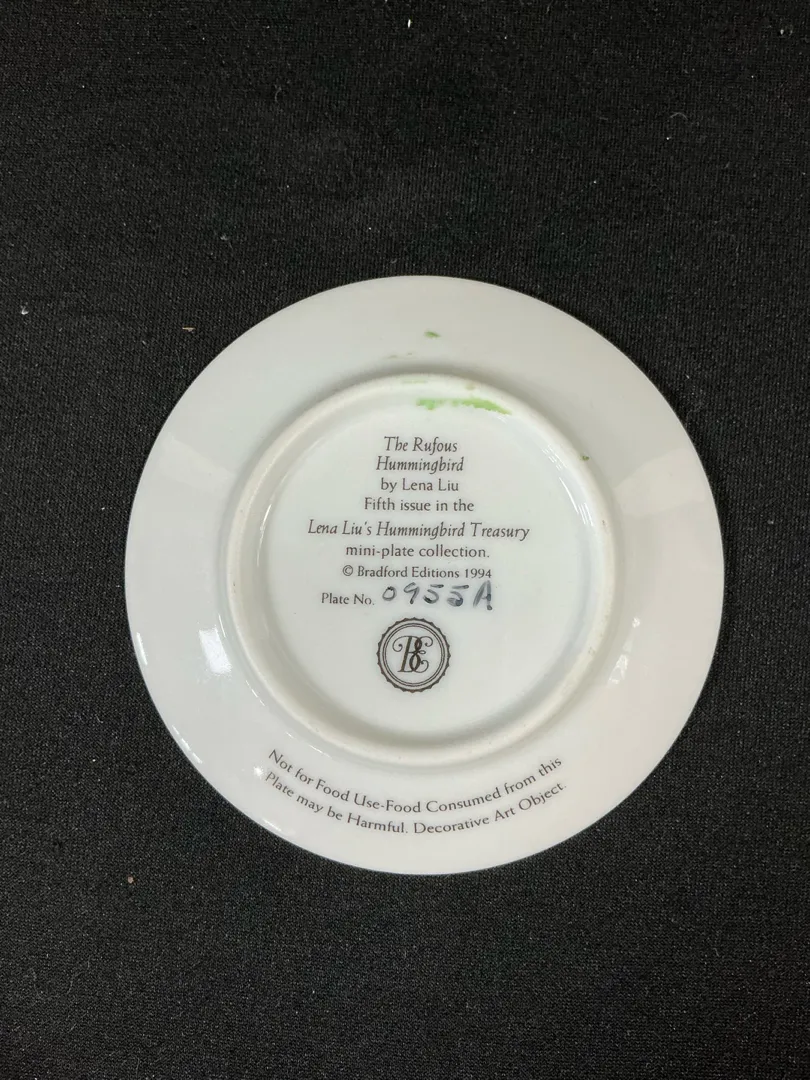 The Rufous
Hummingbird
by Lena Liu
Fifth issue in the
Lena Liu's Hummingbird Treasury
mini-plate collection.
© Bradford Editions 1994
Plate No. 0955A
BE
Not for Food Use-Food Consumed from this
Plate may be Harmful. Decorative Art Object.